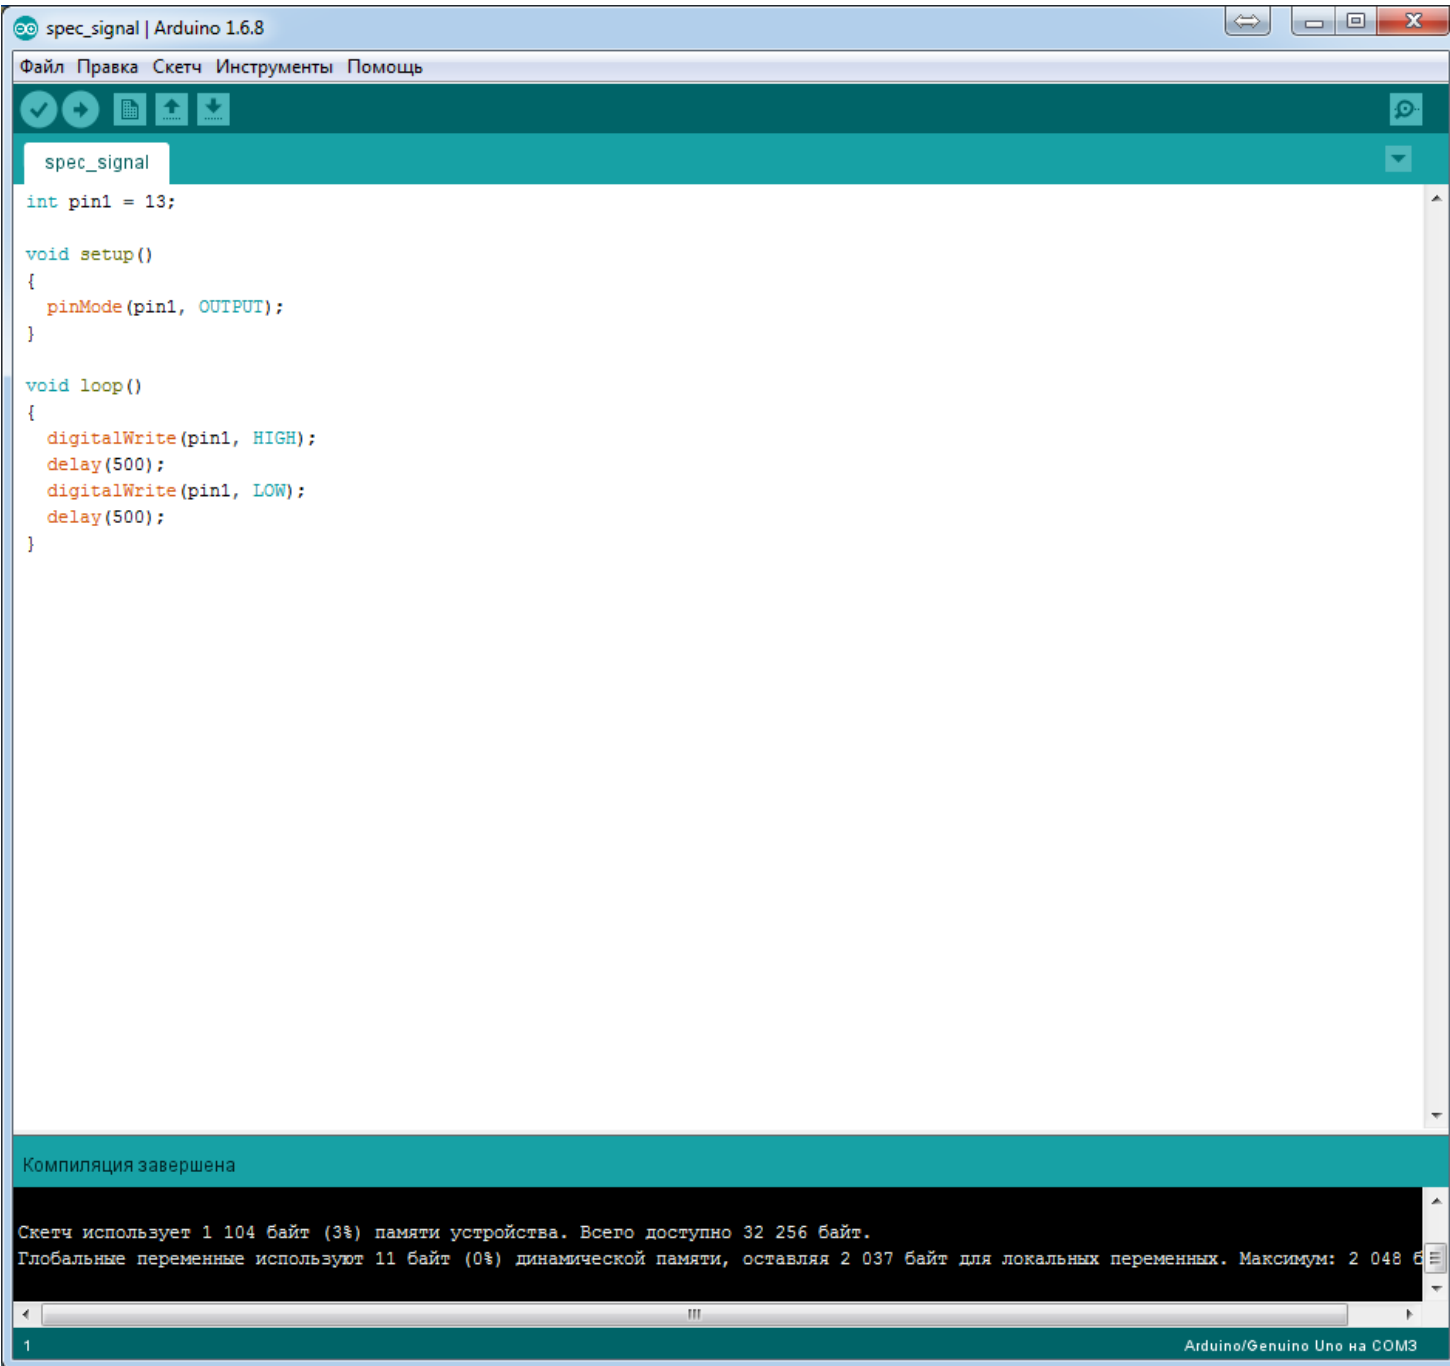 spec_signal | Arduino 1.6.8
Файл Правка Скетч Инструменты Помощь
spec_signal
int pin1 = 13;
void setup()
{
pinMode(pin1, OUTPUT);
}
void loop()
{
digitalWrite(pin1, HIGH);
delay(500);
digitalWrite(pin1, LOW);
delay(500);
}
Компиляция завершена
Скетч использует 1 104 байт (3%) памяти устройства. Всего доступно 32 256 байт.
Глобальные переменные используют 11 байт (0%) динамической памяти, оставляя 2 037 байт для локальных переменных. Максимум: 2 048 б
1
Arduino/Genuino Uno на COM3